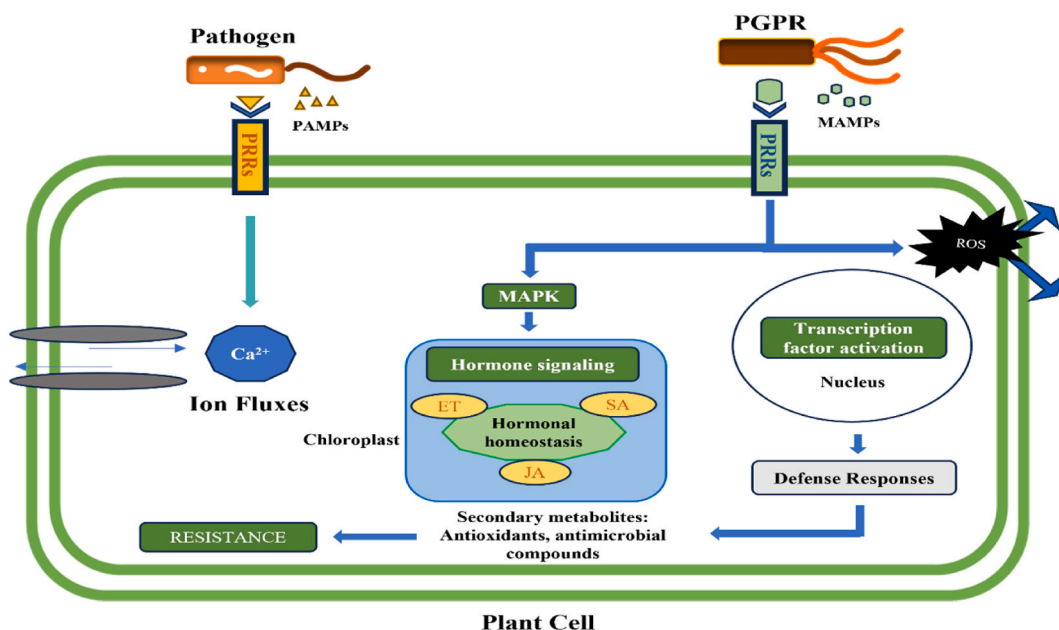 Pathogen
PGPR
PAMPs
MAMPs
PRRs
PRRs
ROS
MAPK
Transcription
factor activation
Nucleus
Ca²⁺
Ion Fluxes
Hormone signaling
ET
SA
Hormonal
homeostasis
JA
Chloroplast
Defense Responses
Secondary metabolites:
Antioxidants, antimicrobial
compounds
RESISTANCE
Plant Cell